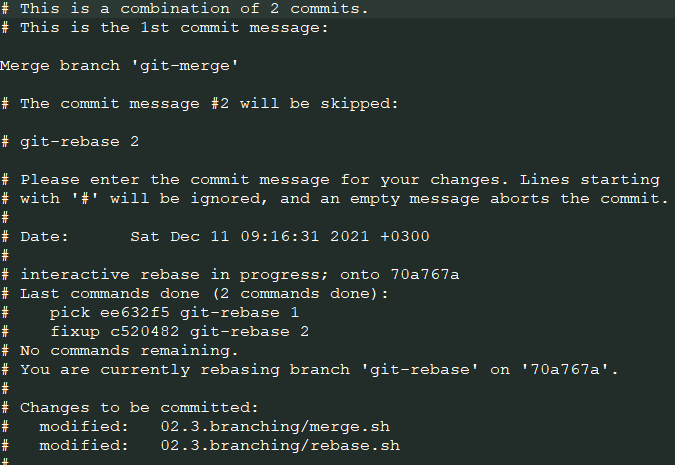 # This is a combination of 2 commits.
# This is the 1st commit message:
Merge branch 'git-merge'
# The commit message #2 will be skipped:
# git-rebase 2
# Please enter the commit message for your changes. Lines starting
# with '#' will be ignored, and an empty message aborts the commit.
#
# Date:      Sat Dec 11 09:16:31 2021 +0300
#
# interactive rebase in progress; onto 70a767a
# Last commands done (2 commands done):
#    pick ee632f5 git-rebase 1
#    fixup c520482 git-rebase 2
# No commands remaining.
# You are currently rebasing branch 'git-rebase' on '70a767a'.
#
# Changes to be committed:
#   modified:   02.3.branching/merge.sh
#   modified:   02.3.branching/rebase.sh
#